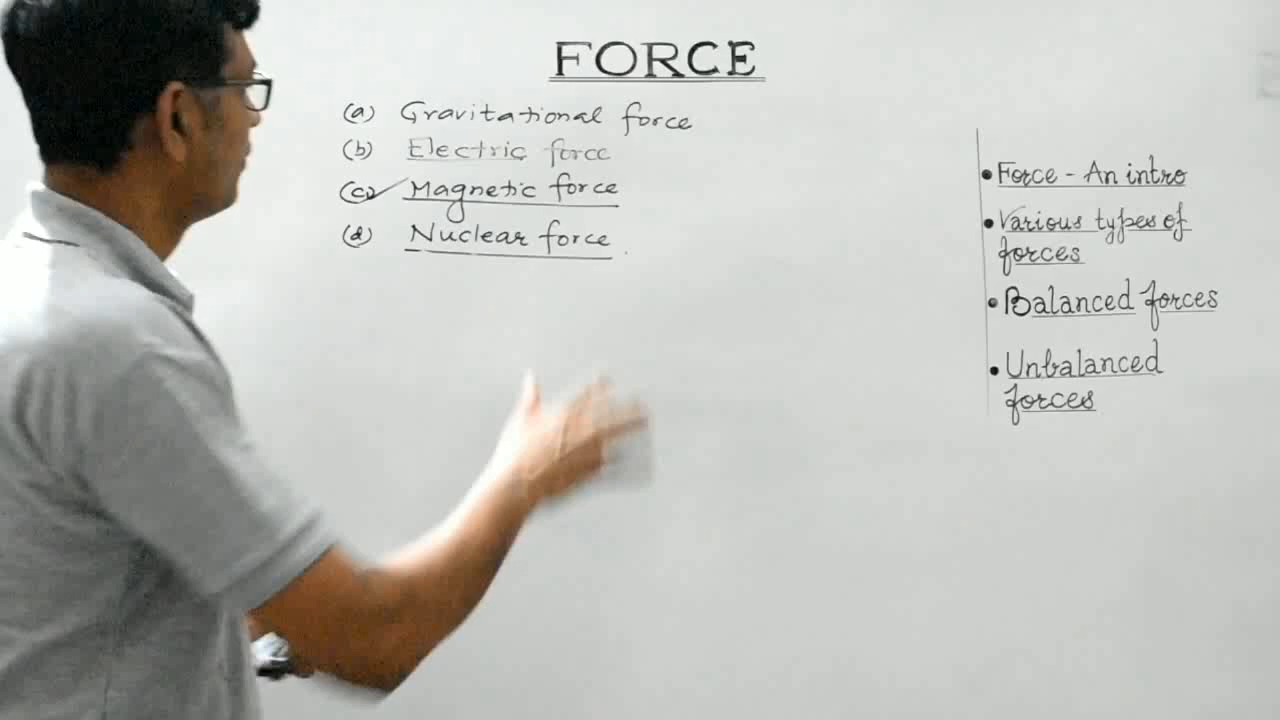 FORCE
(a) Gravitational force
(b) Electric force
(c) Magnetic force
(d) Nuclear force.
• Force - An intro
• Various types of
forces
• Balanced forces
• Unbalanced
forces